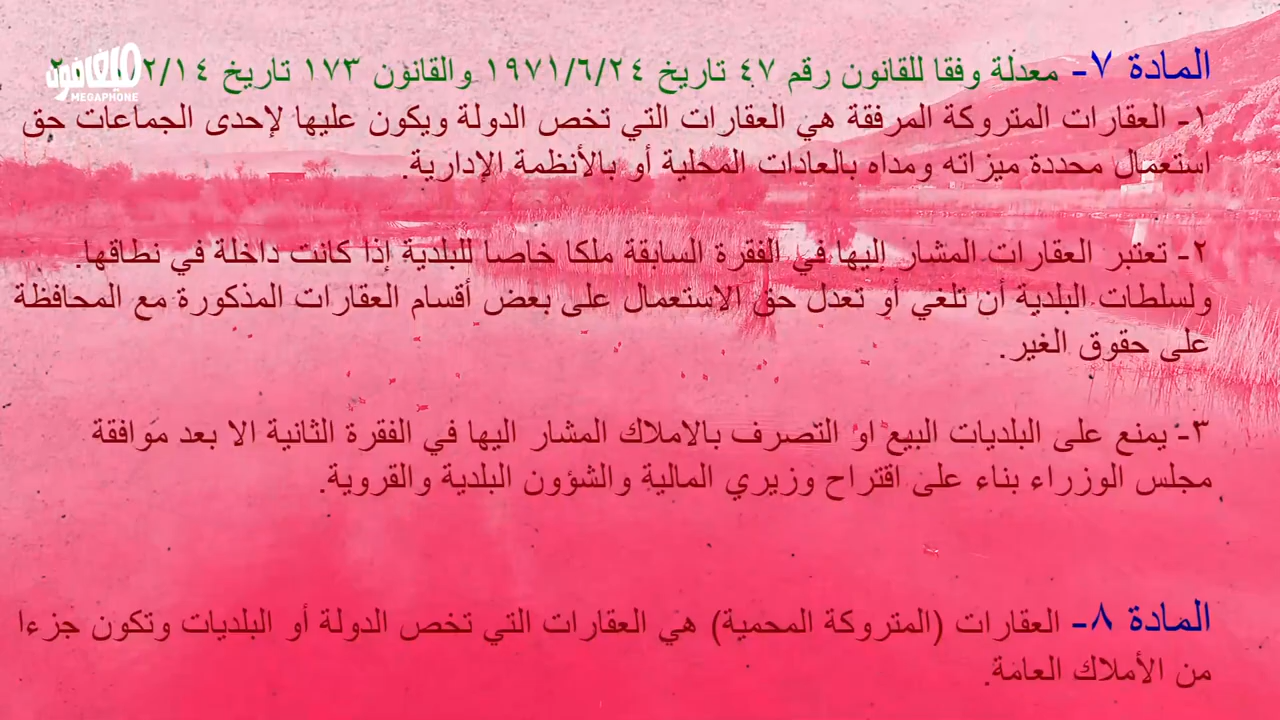 ميغافون
MEGAPHONE
المادة ٧- معدلة وفقا للقانون رقم ٤٧ تاريخ ١٩٧١/٦/٢٤ والقانون ١٧٣ تاريخ
١- العقارات المتروكة المرفقة هي العقارات التي تخص الدولة ويكون عليها لإحدى الجماعات حق
استعمال محددة ميزاته ومداه بالعادات المحلية أو بالأنظمة الإدارية.
٢- تعتبر العقارات المشار إليها في الفقرة السابقة ملكا خاصا للبلدية إذا كانت داخلة في نطاقها.
ولسلطات البلدية أن تلغي أو تعدل حق الاستعمال على بعض أقسام العقارات المذكورة مع المحافظة
على حقوق الغير.
٣- يمنع على البلديات البيع او التصرف بالاملاك المشار اليها في الفقرة الثانية الا بعد موافقة
مجلس الوزراء بناء على اقتراح وزيري المالية والشؤون البلدية والقروية.
المادة ٨- العقارات (المتروكة المحمية) هي العقارات التي تخص الدولة أو البلديات وتكون جزءا
من الأملاك العامة.